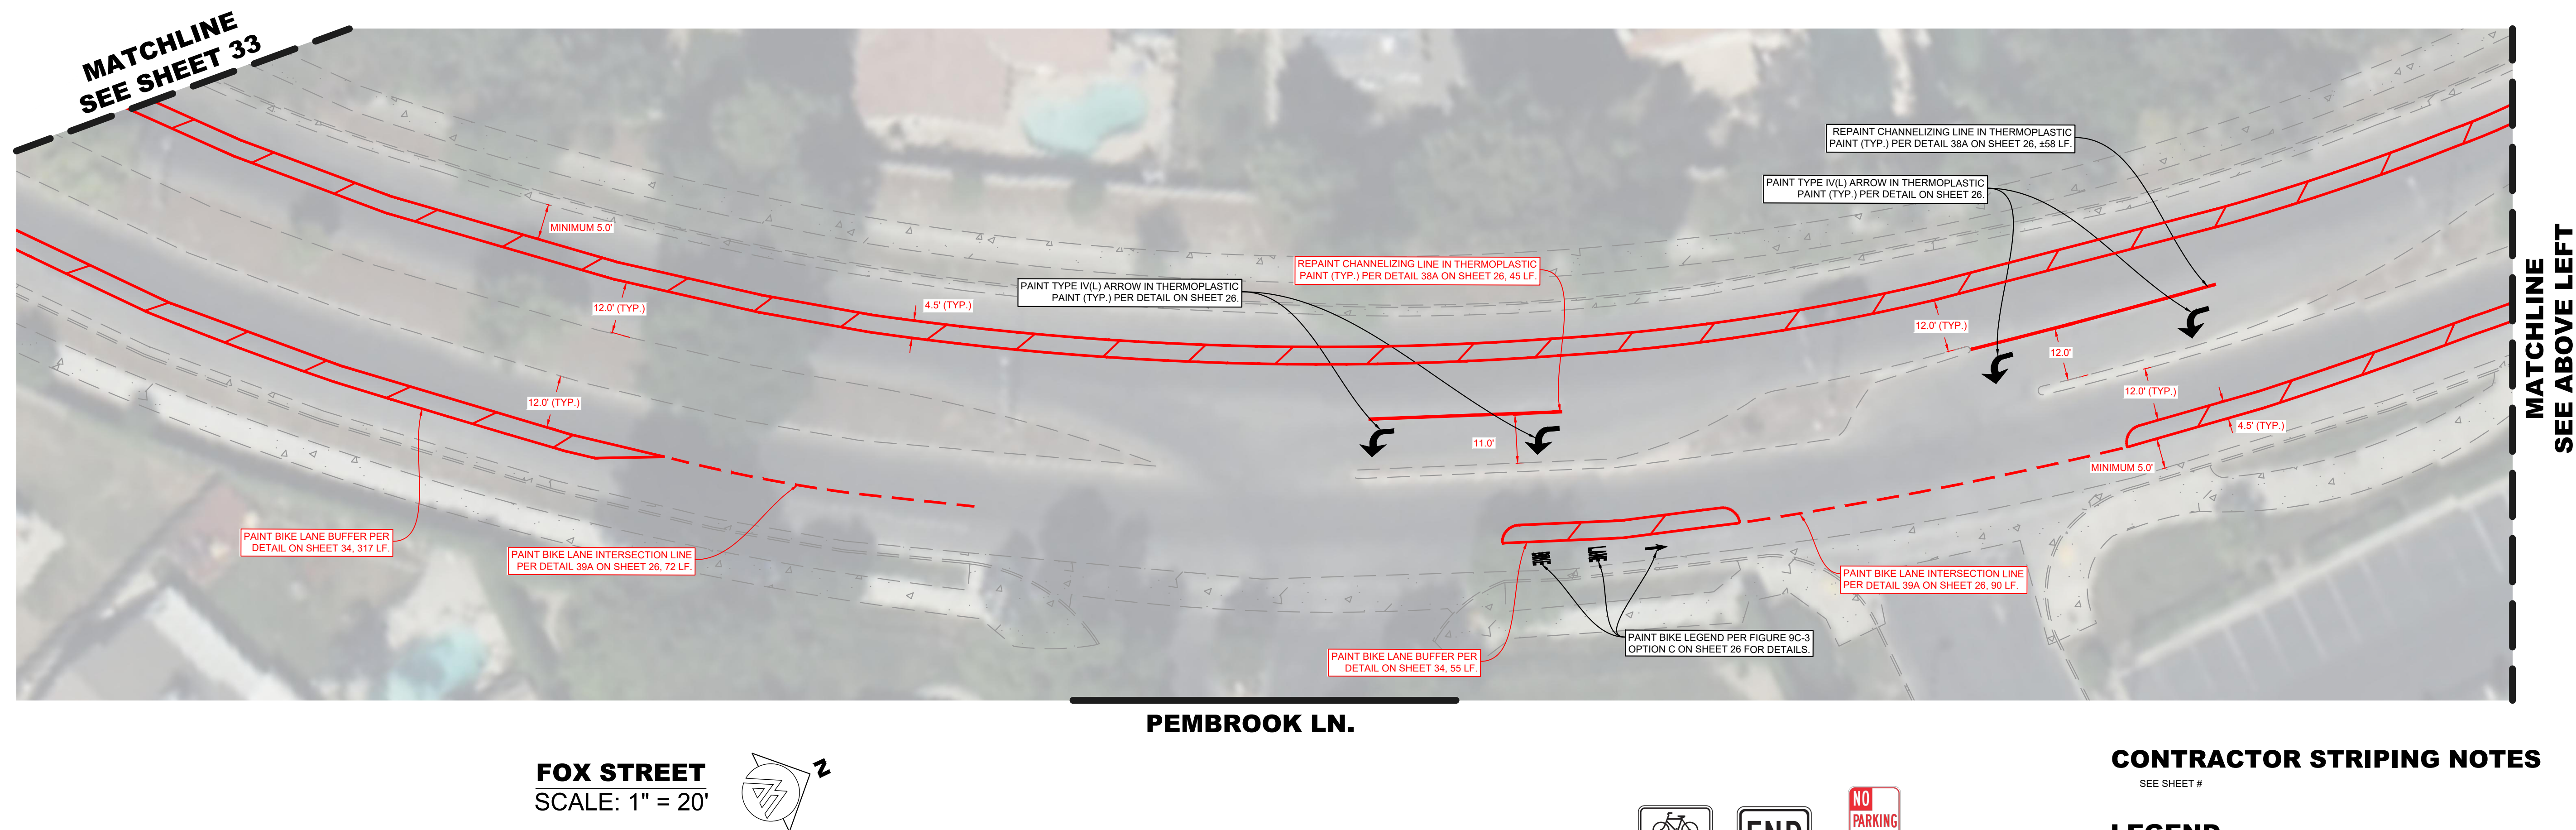 MATCHLINE
SEE SHEET 33
REPAINT CHANNELIZING LINE IN THERMOPLASTIC
PAINT (TYP.) PER DETAIL 38A ON SHEET 26, ±58 LF.
PAINT TYPE IV(L) ARROW IN THERMOPLASTIC
PAINT (TYP.) PER DETAIL ON SHEET 26.
MINIMUM 5.0'
REPAINT CHANNELIZING LINE IN THERMOPLASTIC
PAINT (TYP.) PER DETAIL 38A ON SHEET 26, 45 LF.
PAINT TYPE IV(L) ARROW IN THERMOPLASTIC
PAINT (TYP.) PER DETAIL ON SHEET 26.
12.0' (TYP.)
4.5' (TYP.)
12.0' (TYP.)
12.0'
12.0' (TYP.)
MATCHLINE
SEE ABOVE LEFT
12.0' (TYP.)
11.0'
4.5' (TYP.)
MINIMUM 5.0'
PAINT BIKE LANE BUFFER PER
DETAIL ON SHEET 34, 317 LF.
PAINT BIKE LANE INTERSECTION LINE
PER DETAIL 39A ON SHEET 26, 72 LF.
PAINT BIKE LANE INTERSECTION LINE
PER DETAIL 39A ON SHEET 26, 90 LF.
PAINT BIKE LEGEND PER FIGURE 9C-3
OPTION C ON SHEET 26 FOR DETAILS.
PAINT BIKE LANE BUFFER PER
DETAIL ON SHEET 34, 55 LF.
PEMBROOK LN.
FOX STREET
SCALE: 1" = 20'
N
CONTRACTOR STRIPING NOTES
SEE SHEET #
NO
PARKING
END
LEGEND